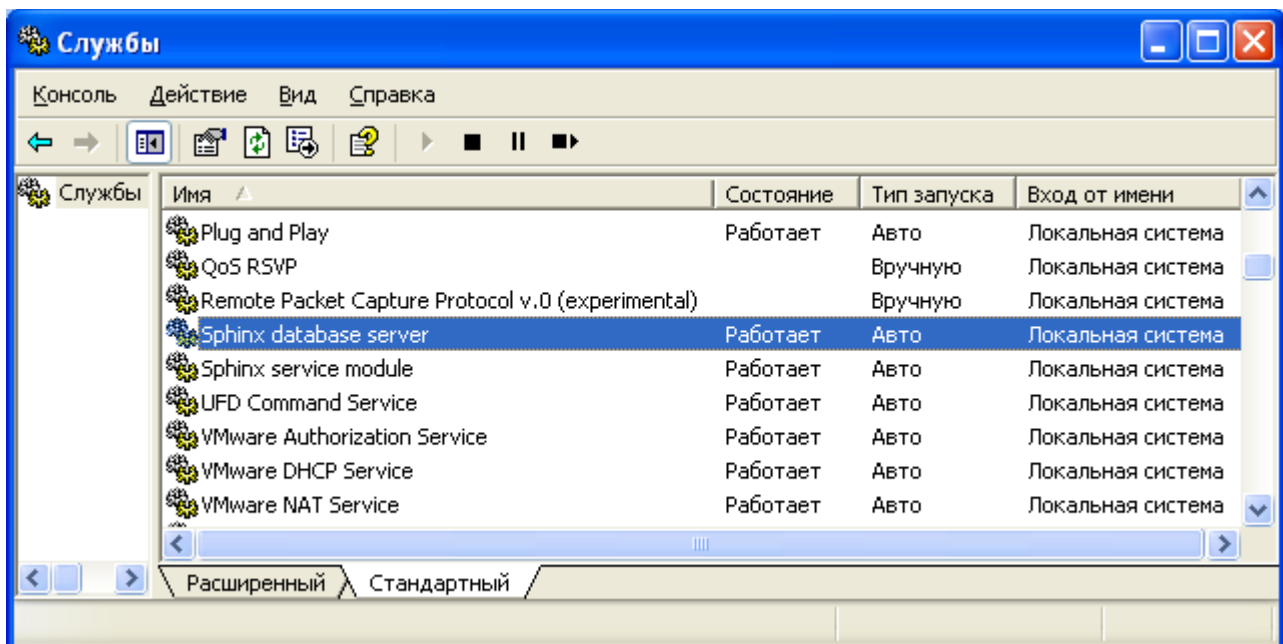 Службы
Консоль Действие Вид Справка
Службы
Имя Состояние Тип запуска Вход от имени
Plug and Play Работает Авто Локальная система
QoS RSVP Вручную Локальная система
Remote Packet Capture Protocol v.0 (experimental) Вручную Локальная система
Sphinx database server Работает Авто Локальная система
Sphinx service module Работает Авто Локальная система
UFD Command Service Работает Авто Локальная система
VMware Authorization Service Работает Авто Локальная система
VMware DHCP Service Работает Авто Локальная система
VMware NAT Service Работает Авто Локальная система
Расширенный Стандартный